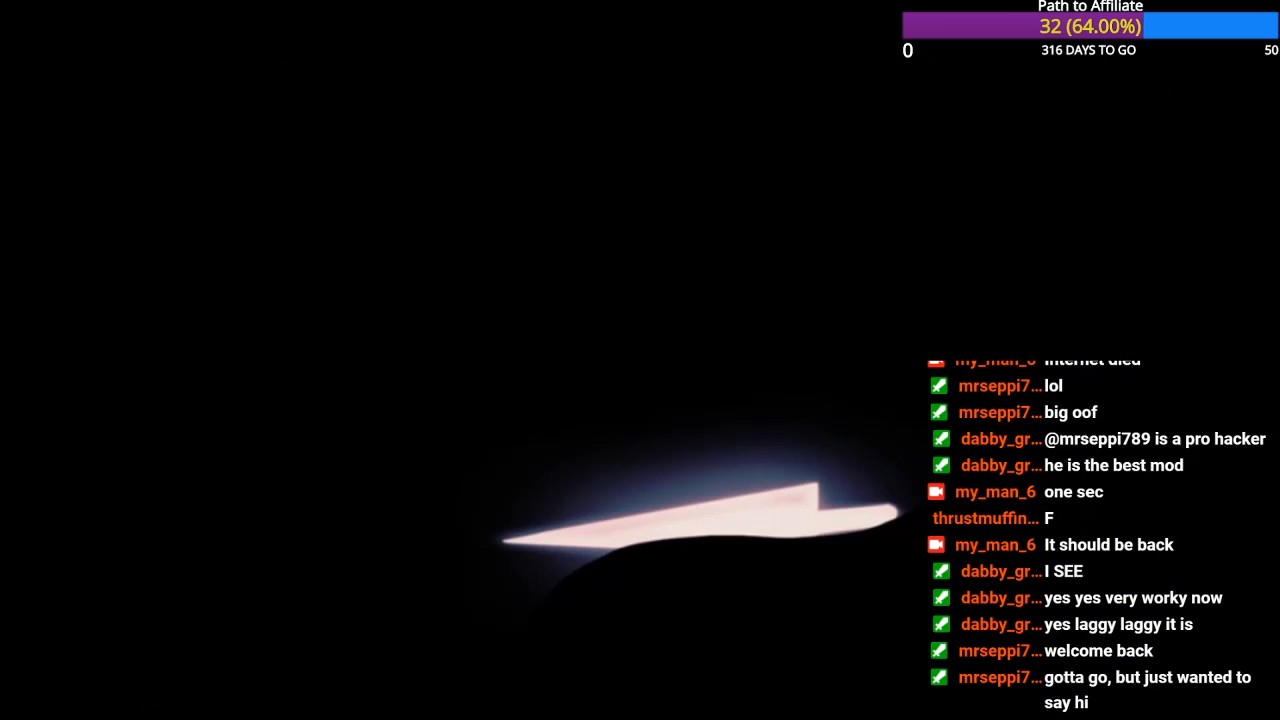 Path to Affiliate
32 (64.00%)
0 316 DAYS TO GO 50
my_man_6 internet died
mrseppi7... lol
mrseppi7... big oof
dabby_gr... @mrseppi789 is a pro hacker
dabby_gr... he is the best mod
my_man_6 one sec
thrustmuffin... F
my_man_6 It should be back
dabby_gr... I SEE
dabby_gr... yes yes very worky now
dabby_gr... yes laggy laggy it is
mrseppi7... welcome back
mrseppi7... gotta go, but just wanted to
say hi